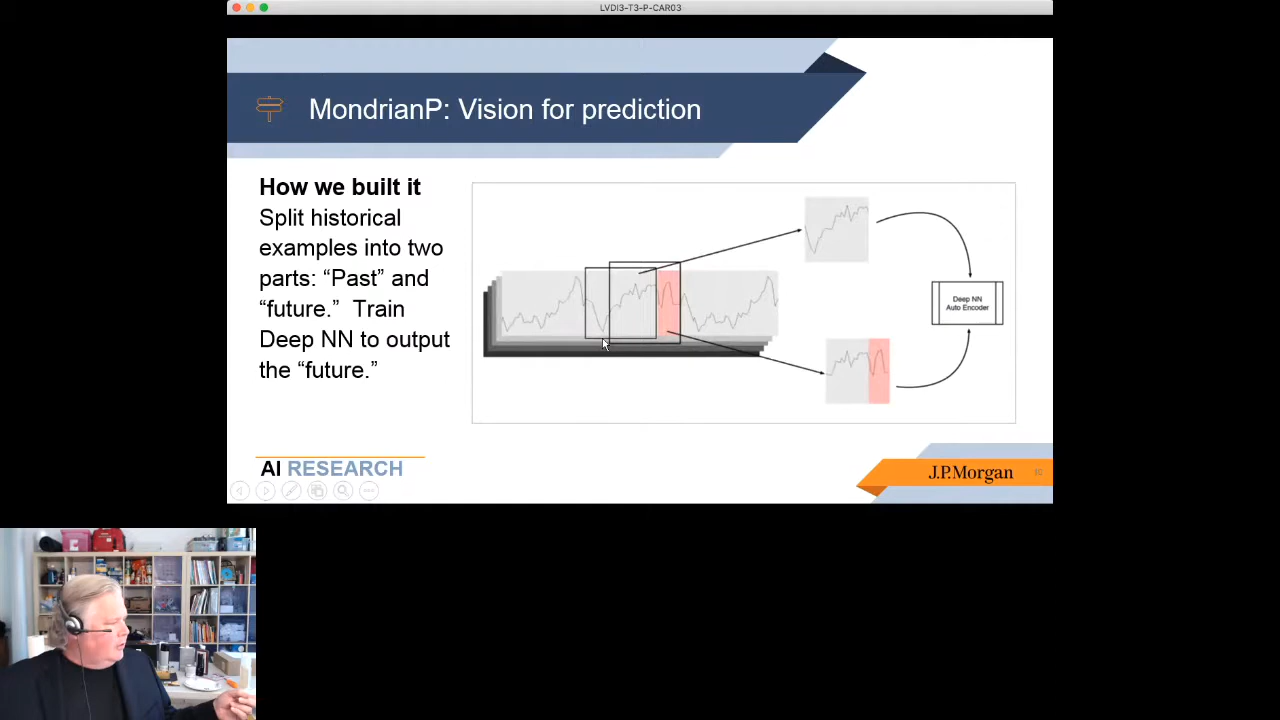 LVDI3-T3-P-CAR03
MondrianP: Vision for prediction
How we built it
Split historical
examples into two
parts: “Past” and
“future.” Train
Deep NN to output
the “future.”
Deep NN
Auto Encoder
AI RESEARCH
J.P.Morgan